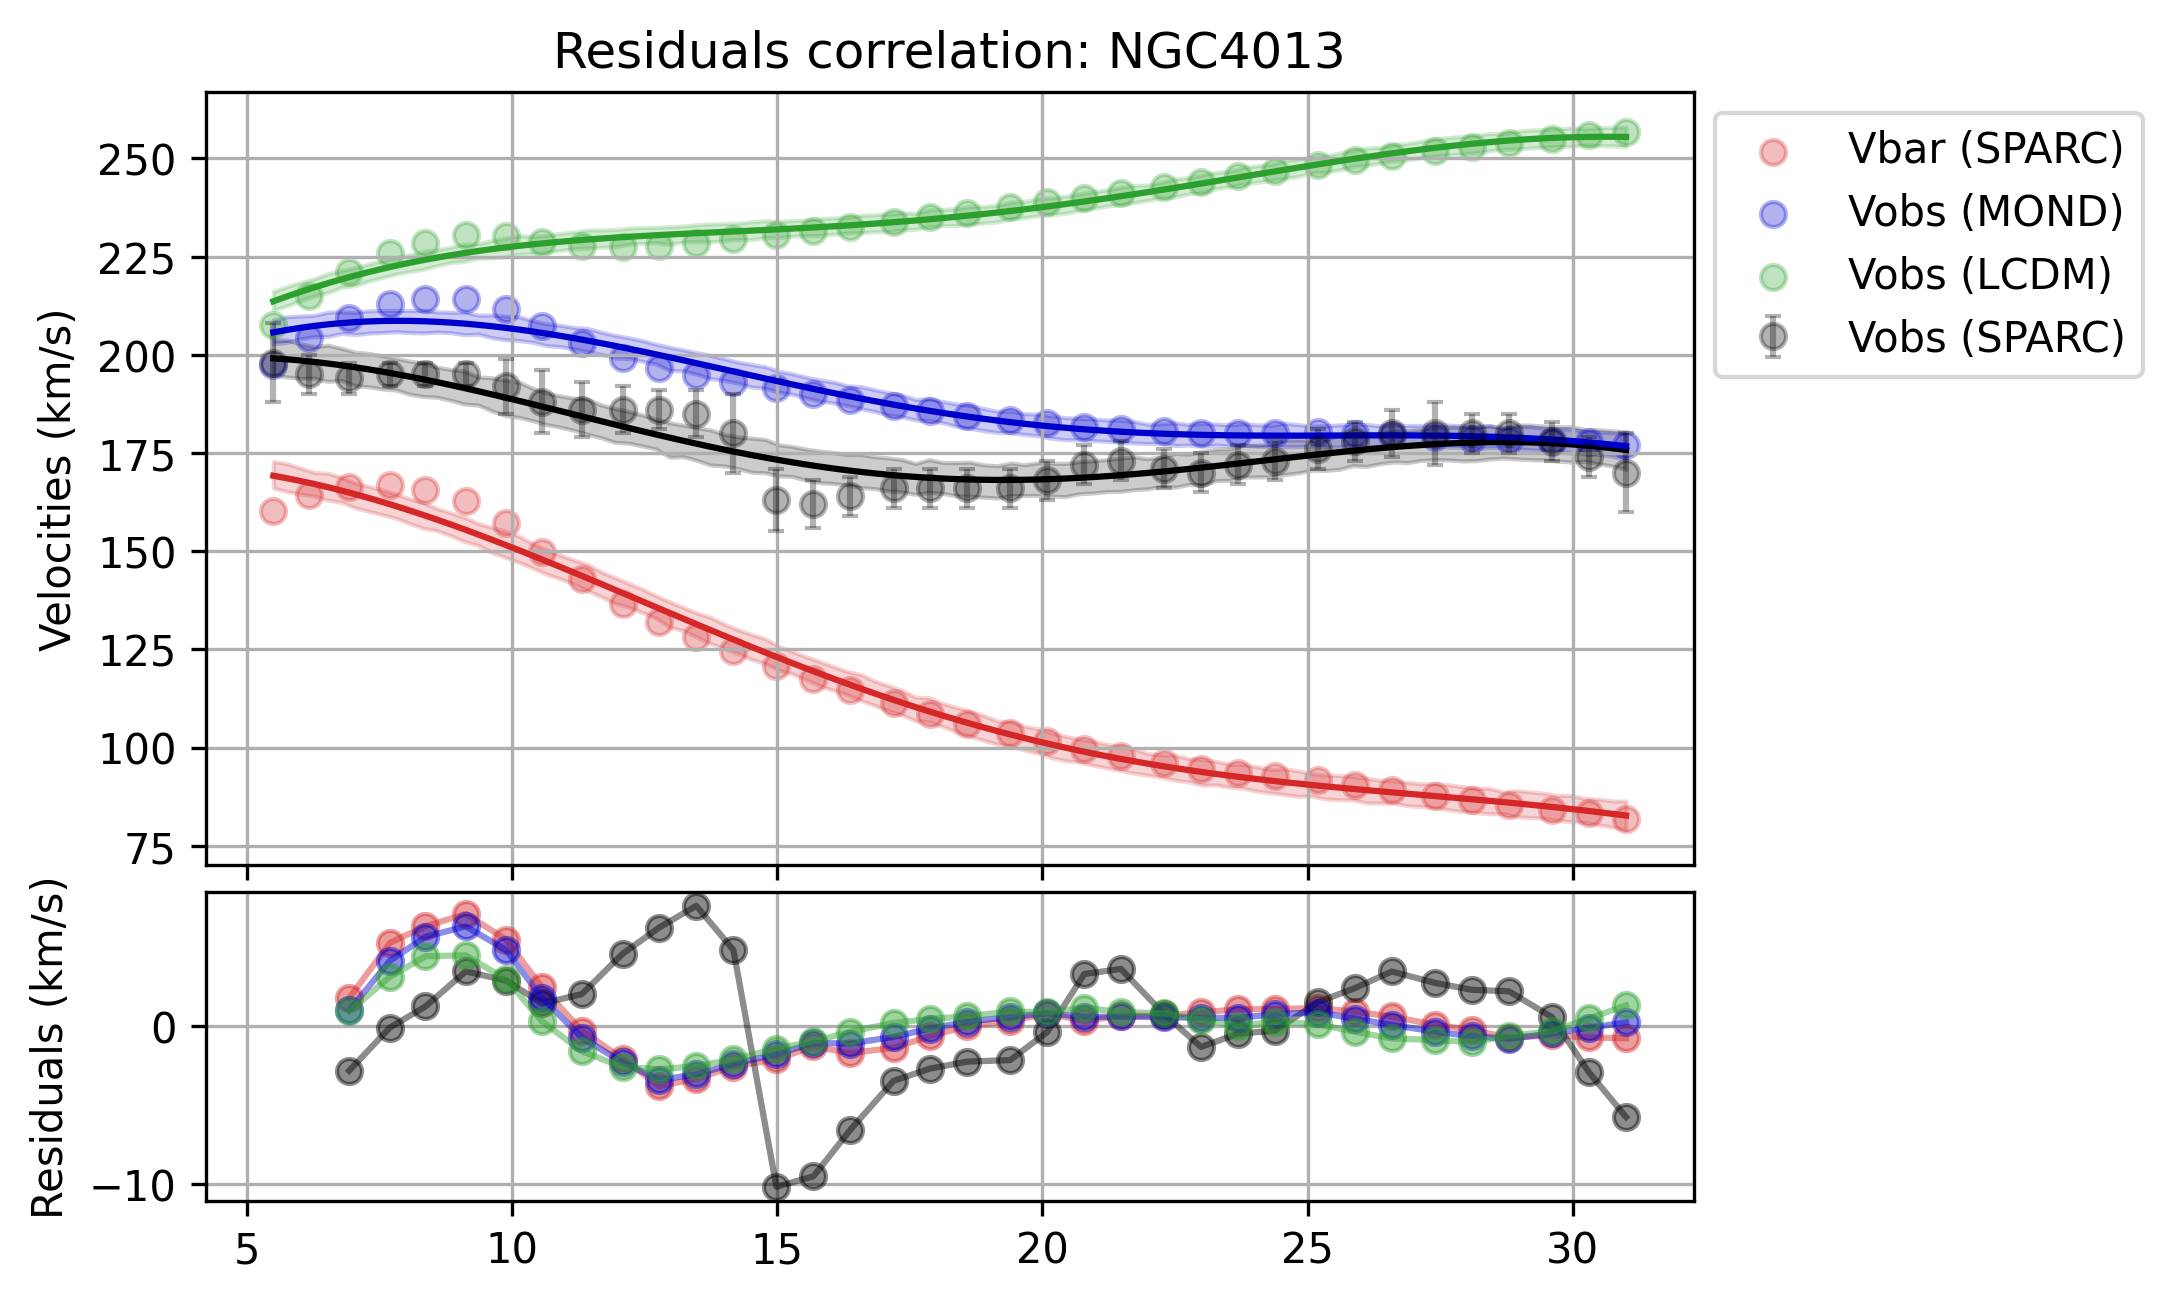 Residuals correlation: NGC4013
Velocities (km/s)
250
225
200
175
150
125
100
75
Vbar (SPARC)
Vobs (MOND)
Vobs (LCDM)
Vobs (SPARC)
Residuals (km/s)
0
−10
5 10 15 20 25 30